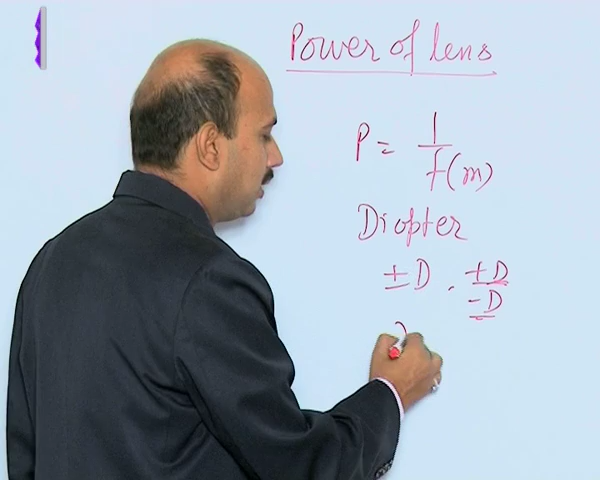 Power of lens
P = 1/f(m)
Diopter
±D . +D/-D